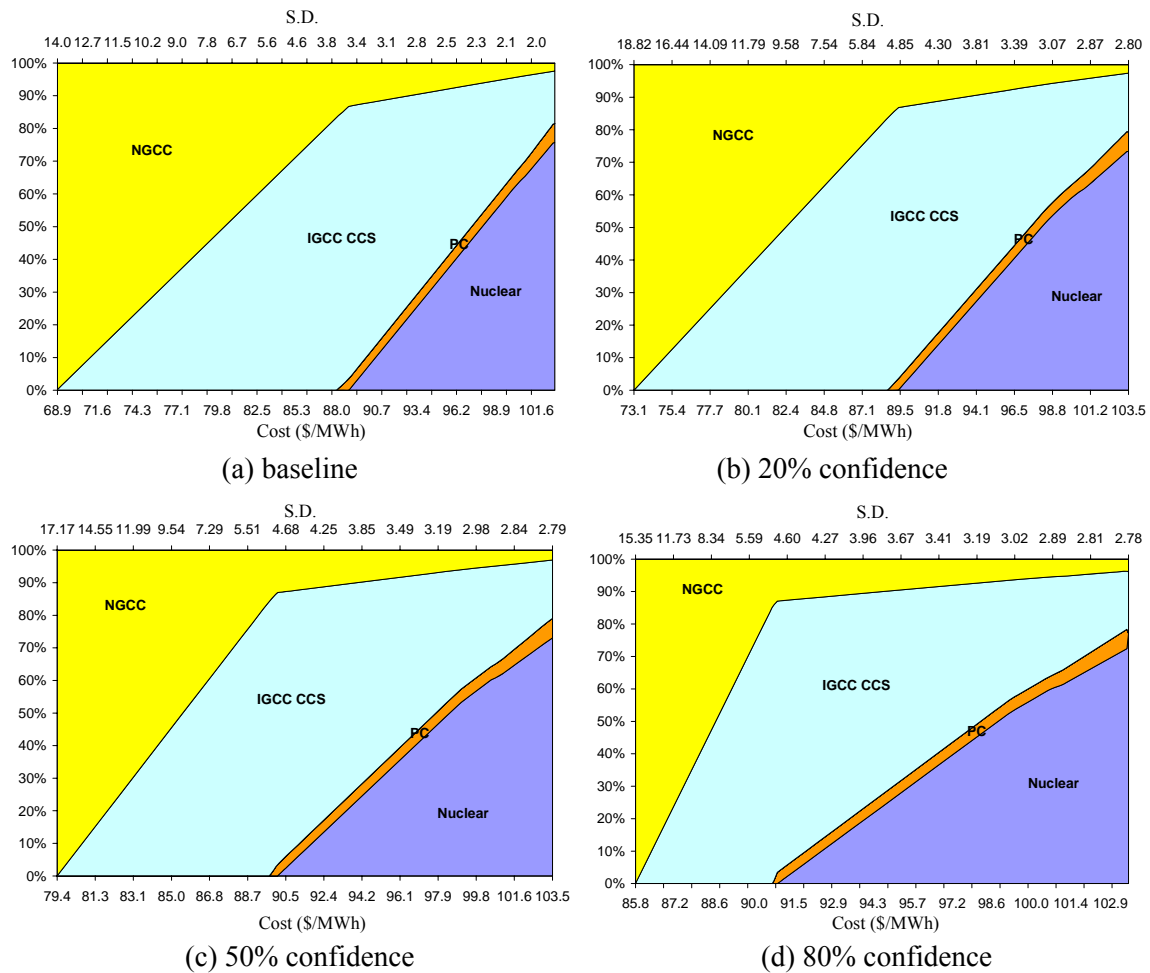 S.D.
14.0 12.7 11.5 10.2 9.0 7.8 6.7 5.6 4.6 3.8 3.4 3.1 2.8 2.5 2.3 2.1 2.0
100%
90%
80%
70%
60%
50%
40%
30%
20%
10%
0%
NGCC
IGCC CCS
PC
Nuclear
68.9 71.6 74.3 77.1 79.8 82.5 85.3 88.0 90.7 93.4 96.2 98.9 101.6
Cost ($/MWh)
(a) baseline
S.D.
18.82 16.44 14.09 11.79 9.58 7.54 5.84 4.85 4.30 3.81 3.39 3.07 2.87 2.80
100%
90%
80%
70%
60%
50%
40%
30%
20%
10%
0%
NGCC
IGCC CCS
PC
Nuclear
73.1 75.4 77.7 80.1 82.4 84.8 87.1 89.5 91.8 94.1 96.5 98.8 101.2 103.5
Cost ($/MWh)
(b) 20% confidence
S.D.
17.17 14.55 11.99 9.54 7.29 5.51 4.68 4.25 3.85 3.49 3.19 2.98 2.84 2.79
100%
90%
80%
70%
60%
50%
40%
30%
20%
10%
0%
NGCC
IGCC CCS
PC
Nuclear
79.4 81.3 83.1 85.0 86.8 88.7 90.5 92.4 94.2 96.1 97.9 99.8 101.6 103.5
Cost ($/MWh)
(c) 50% confidence
S.D.
15.35 11.73 8.34 5.59 4.60 4.27 3.96 3.67 3.41 3.19 3.02 2.89 2.81 2.78
100%
90%
80%
70%
60%
50%
40%
30%
20%
10%
0%
NGCC
IGCC CCS
PC
Nuclear
85.8 87.2 88.6 90.0 91.5 92.9 94.3 95.7 97.2 98.6 100.0 101.4 102.9
Cost ($/MWh)
(d) 80% confidence